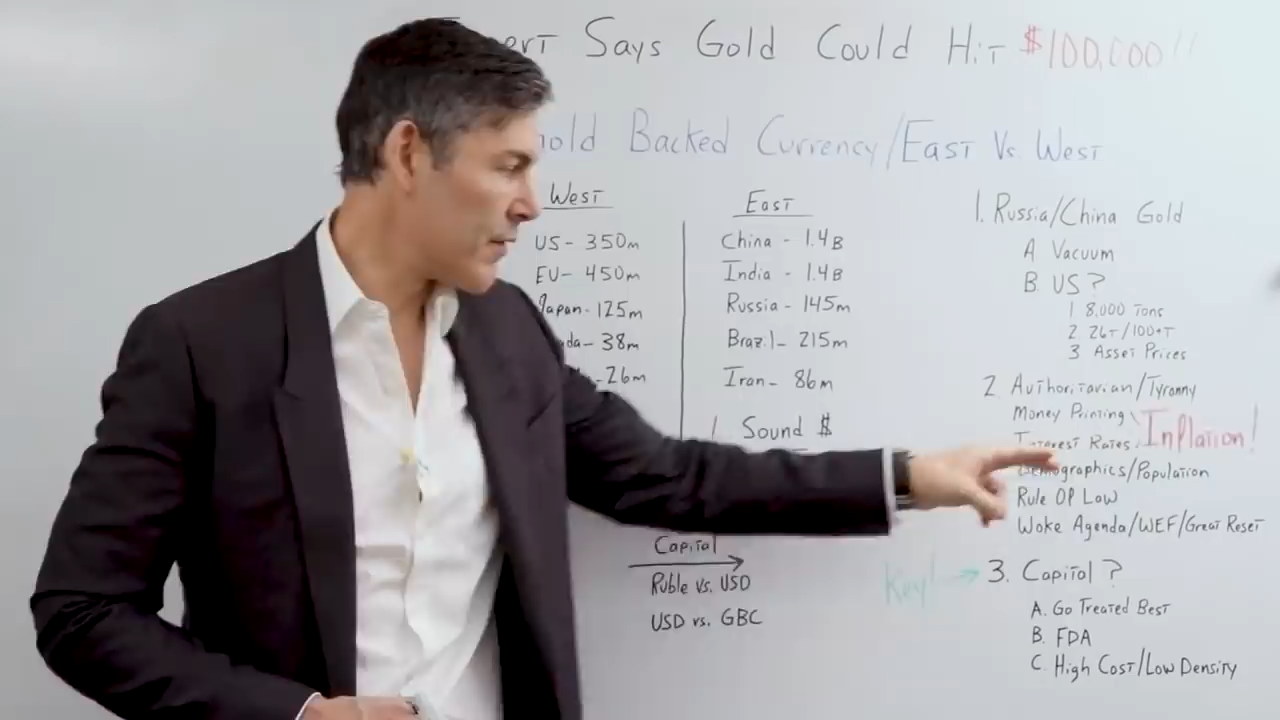 Says Gold Could Hit $100,000!!
Backed Currency/East Vs. West
West
US- 350m
EU- 450m
Japan- 125m
38m
26m
East
China - 1.4B
India - 1.4B
Russia - 145m
Brazil- 215m
Iran- 86m
Sound $
Capital
Ruble vs. USD
USD vs. GBC
1. Russia/China Gold
A Vacuum
B. US?
1 8,000 Tons
2. 26T/100+T
3 Asset Prices
2 Authoritarian/Tyranny
Money Printing
Interest Rates
Inflation!
Demographics/Population
Rule Of Law
Woke Agenda/WEF/Great Reset
Key! → 3. Capital?
A. Go Treated Best
B. FDA
C. High Cost/Low Density